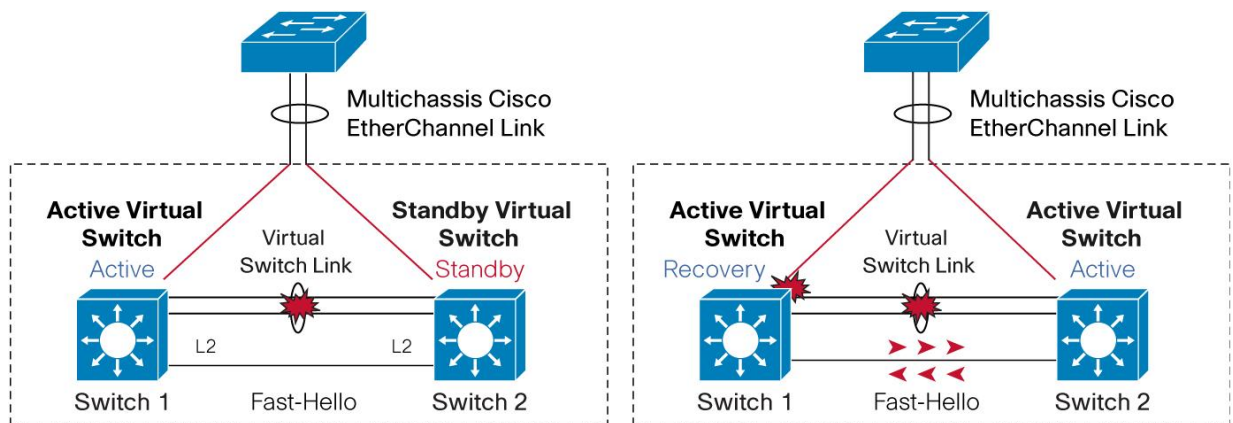 Multichassis Cisco
EtherChannel Link
Active Virtual
Switch
Active
Virtual
Switch Link
Standby Virtual
Switch
Standby
L2
L2
Switch 1
Fast-Hello
Switch 2
Multichassis Cisco
EtherChannel Link
Active Virtual
Switch
Recovery
Virtual
Switch Link
Active Virtual
Switch
Active
Switch 1
Fast-Hello
Switch 2